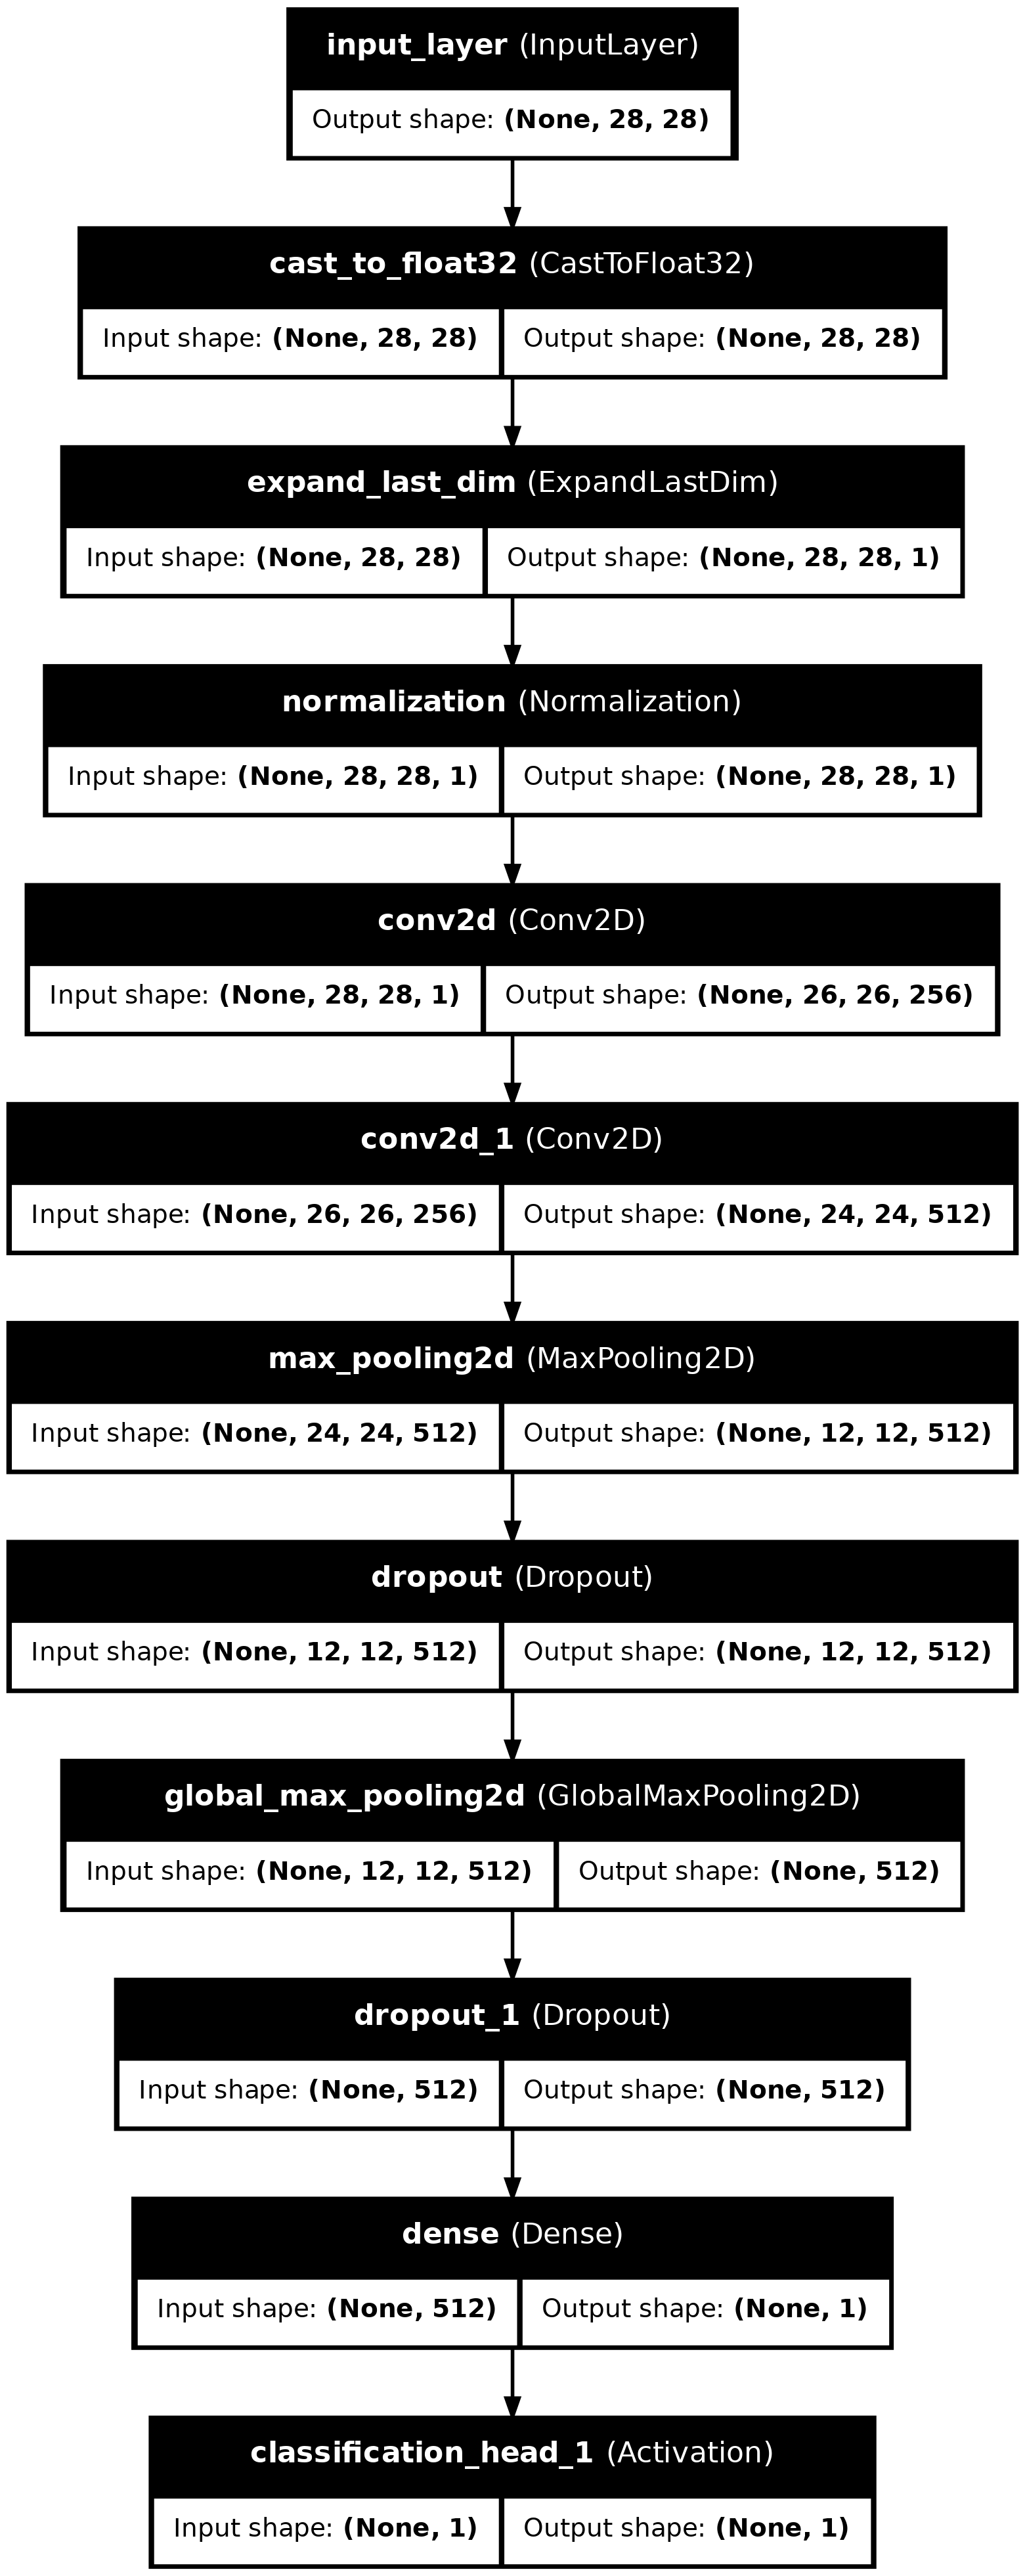 input_layer (InputLayer)
Output shape: (None, 28, 28)
cast_to_float32 (CastToFloat32)
Input shape: (None, 28, 28) Output shape: (None, 28, 28)
expand_last_dim (ExpandLastDim)
Input shape: (None, 28, 28) Output shape: (None, 28, 28, 1)
normalization (Normalization)
Input shape: (None, 28, 28, 1) Output shape: (None, 28, 28, 1)
conv2d (Conv2D)
Input shape: (None, 28, 28, 1) Output shape: (None, 26, 26, 256)
conv2d_1 (Conv2D)
Input shape: (None, 26, 26, 256) Output shape: (None, 24, 24, 512)
max_pooling2d (MaxPooling2D)
Input shape: (None, 24, 24, 512) Output shape: (None, 12, 12, 512)
dropout (Dropout)
Input shape: (None, 12, 12, 512) Output shape: (None, 12, 12, 512)
global_max_pooling2d (GlobalMaxPooling2D)
Input shape: (None, 12, 12, 512) Output shape: (None, 512)
dropout_1 (Dropout)
Input shape: (None, 512) Output shape: (None, 512)
dense (Dense)
Input shape: (None, 512) Output shape: (None, 1)
classification_head_1 (Activation)
Input shape: (None, 1) Output shape: (None, 1)